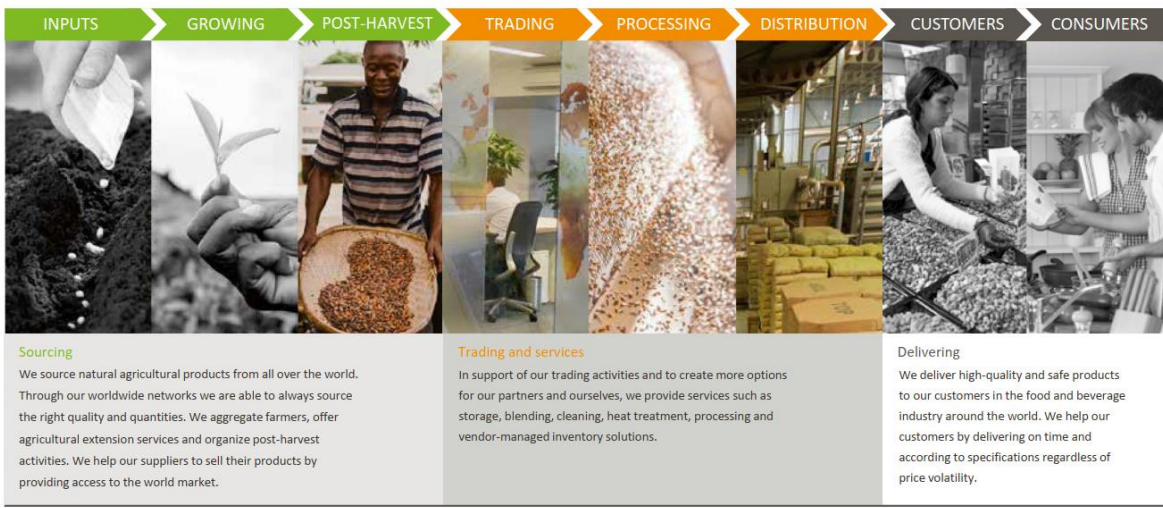 INPUTS
GROWING
POST-HARVEST
TRADING
PROCESSING
DISTRIBUTION
CUSTOMERS
CONSUMERS
Sourcing
We source natural agricultural products from all over the world.
Through our worldwide networks we are able to always source
the right quality and quantities. We aggregate farmers, offer
agricultural extension services and organize post-harvest
activities. We help our suppliers to sell their products by
providing access to the world market.
Trading and services
In support of our trading activities and to create more options
for our partners and ourselves, we provide services such as
storage, blending, cleaning, heat treatment, processing and
vendor-managed inventory solutions.
Delivering
We deliver high-quality and safe products
to our customers in the food and beverage
industry around the world. We help our
customers by delivering on time and
according to specifications regardless of
price volatility.